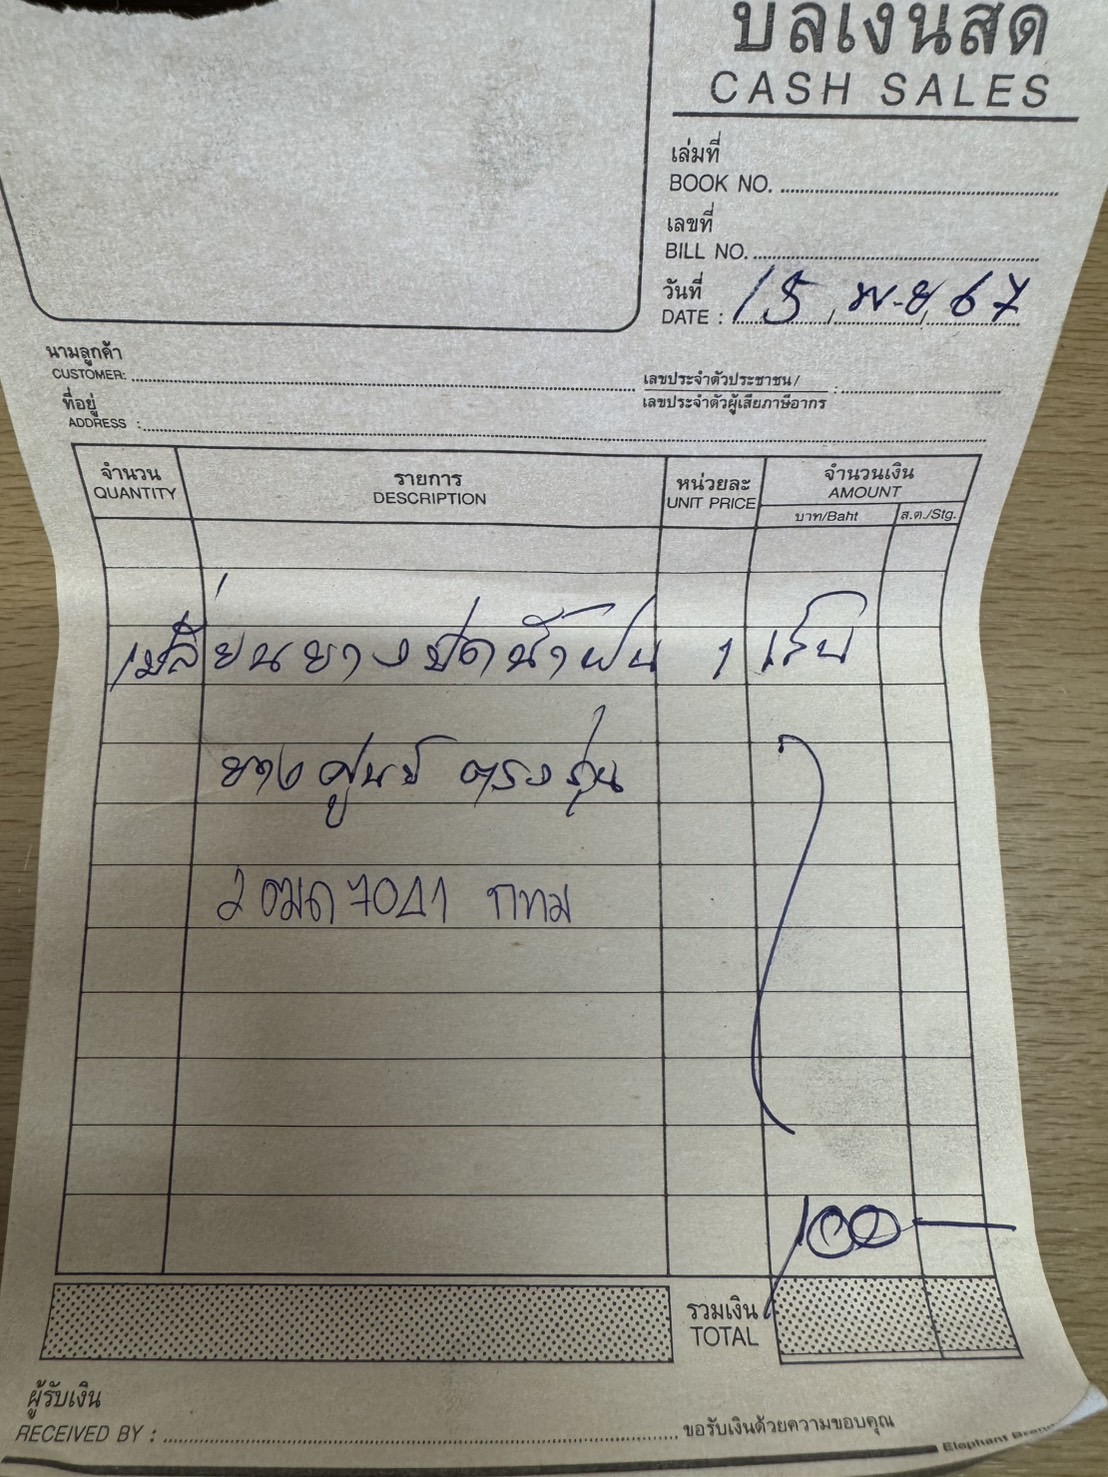 บิลเงินสด
CASH SALES
เล่มที่
BOOK NO.
เลขที่
BILL NO.
วันที่
DATE : 15 / พ.ย / 67
นามลูกค้า
CUSTOMER:
เลขประจำตัวประชาชน/
เลขประจำตัวผู้เสียภาษีอากร :
ที่อยู่
ADDRESS :
จำนวน รายการ หน่วยละ จำนวนเงิน
QUANTITY DESCRIPTION UNIT PRICE AMOUNT
บาท/Baht ส.ต./Stg.
เปลี่ยนยางปัดน้ำฝน 1
ยางศูนย์ ตรงรุ่น
2 7041 กทม
100 —
รวมเงิน
TOTAL
ผู้รับเงิน
RECEIVED BY : ขอรับเงินด้วยความขอบคุณ
Elephant